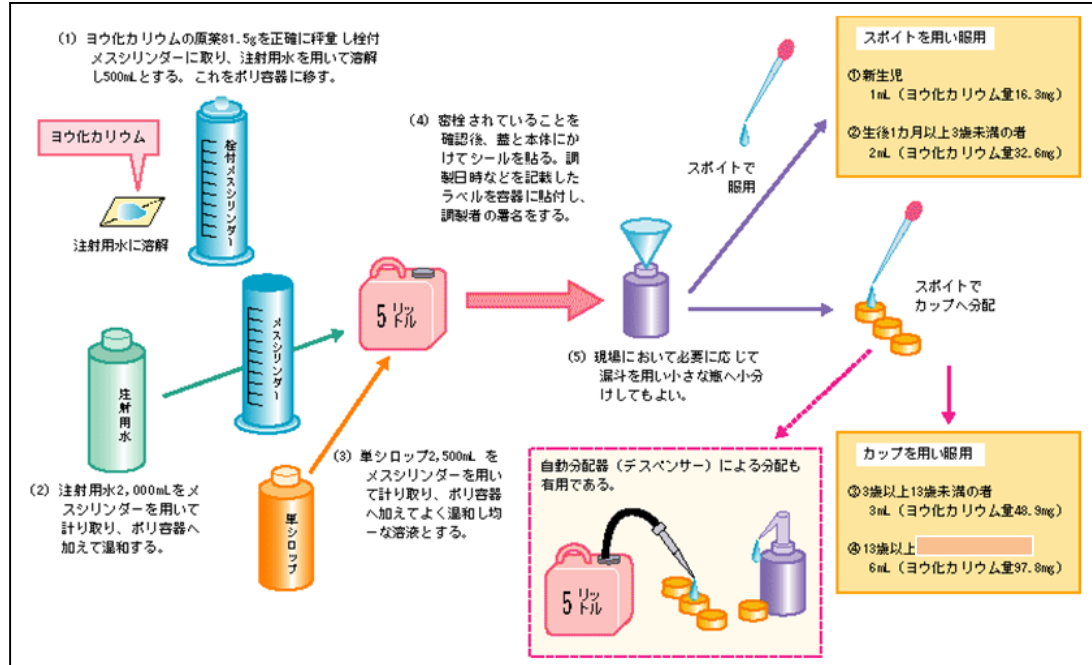 (1) ヨウ化カリウムの原薬81.5gを正確に秤量し栓付
メスシリンダーに取り、注射用水を用いて溶解
し500mLとする。これをポリ容器に移す。
ヨウ化カリウム
注射用水に溶解
栓付メスシリンダー
注射用水
メスシリンダー
(2) 注射用水2,000mLをメ
スシリンダーを用いて
計り取り、ポリ容器へ
加えて温和する。
単シロップ
(3) 単シロップ2,500mL を
メスシリンダーを用い
て計り取り、ポリ容器
へ加えてよく温和し均
一な溶液とする。
5 リットル
(4) 密栓されていることを
確認後、蓋と本体にか
けてシールを貼る。調
製日時などを記載した
ラベルを容器に貼付し、
調製者の署名をする。
(5) 現場において必要に応じて
漏斗を用い小さな瓶へ小分
けしてもよい。
スポイトで
服用
スポイトを用い服用
①新生児
1mL (ヨウ化カリウム量16.3mg)
②生後1カ月以上3歳未満の者
2mL (ヨウ化カリウム量32.6mg)
スポイトで
カップへ分配
自動分配器(デスペンサー)による分配も
有用である。
5 リットル
カップを用い服用
③3歳以上13歳未満の者
3mL (ヨウ化カリウム量48.9mg)
④13歳以上
6mL (ヨウ化カリウム量97.8mg)